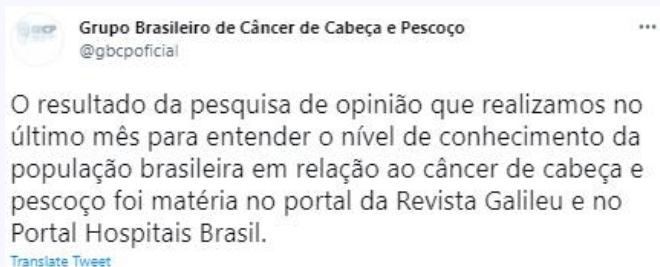 Grupo Brasileiro de Câncer de Cabeça e Pescoço
@gbcpoficial
O resultado da pesquisa de opinião que realizamos no
último mês para entender o nível de conhecimento da
população brasileira em relação ao câncer de cabeça e
pescoço foi matéria no portal da Revista Galileu e no
Portal Hospitais Brasil.
Translate Tweet